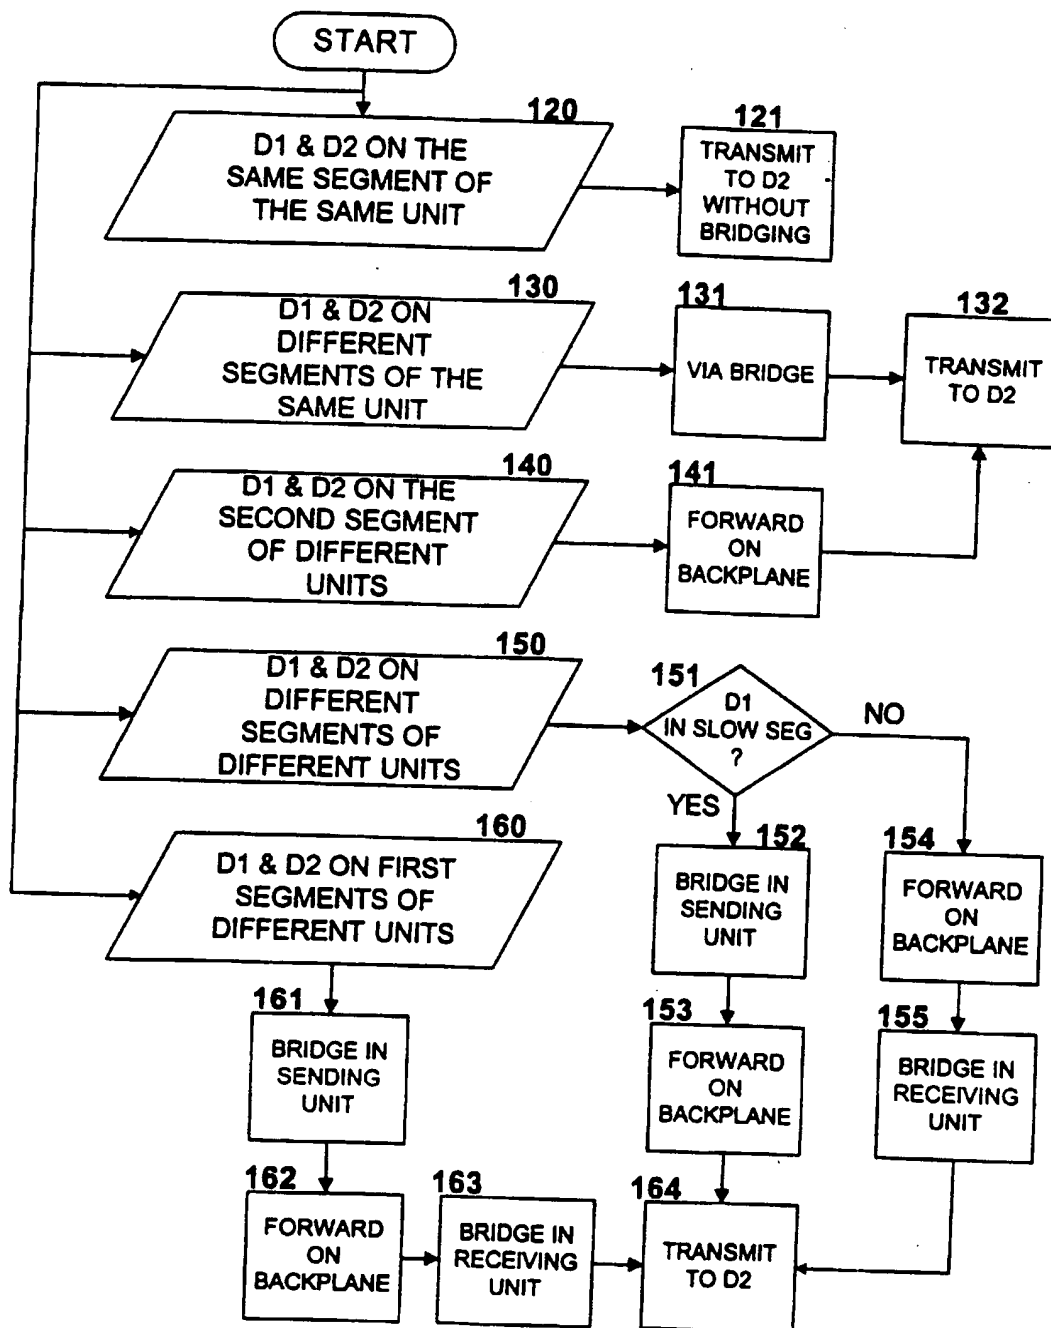 START
120
D1 & D2 ON THE
SAME SEGMENT OF
THE SAME UNIT
121
TRANSMIT
TO D2
WITHOUT
BRIDGING
130
D1 & D2 ON
DIFFERENT
SEGMENTS OF THE
SAME UNIT
131
VIA BRIDGE
132
TRANSMIT
TO D2
140
D1 & D2 ON THE
SECOND SEGMENT
OF DIFFERENT
UNITS
141
FORWARD
ON
BACKPLANE
150
D1 & D2 ON
DIFFERENT
SEGMENTS OF
DIFFERENT UNITS
151
D1
IN SLOW SEG
?
NO
YES
160
D1 & D2 ON FIRST
SEGMENTS OF
DIFFERENT UNITS
152
BRIDGE IN
SENDING
UNIT
154
FORWARD
ON
BACKPLANE
161
BRIDGE IN
SENDING
UNIT
153
FORWARD
ON
BACKPLANE
155
BRIDGE IN
RECEIVING
UNIT
162
FORWARD
ON
BACKPLANE
163
BRIDGE IN
RECEIVING
UNIT
164
TRANSMIT
TO D2